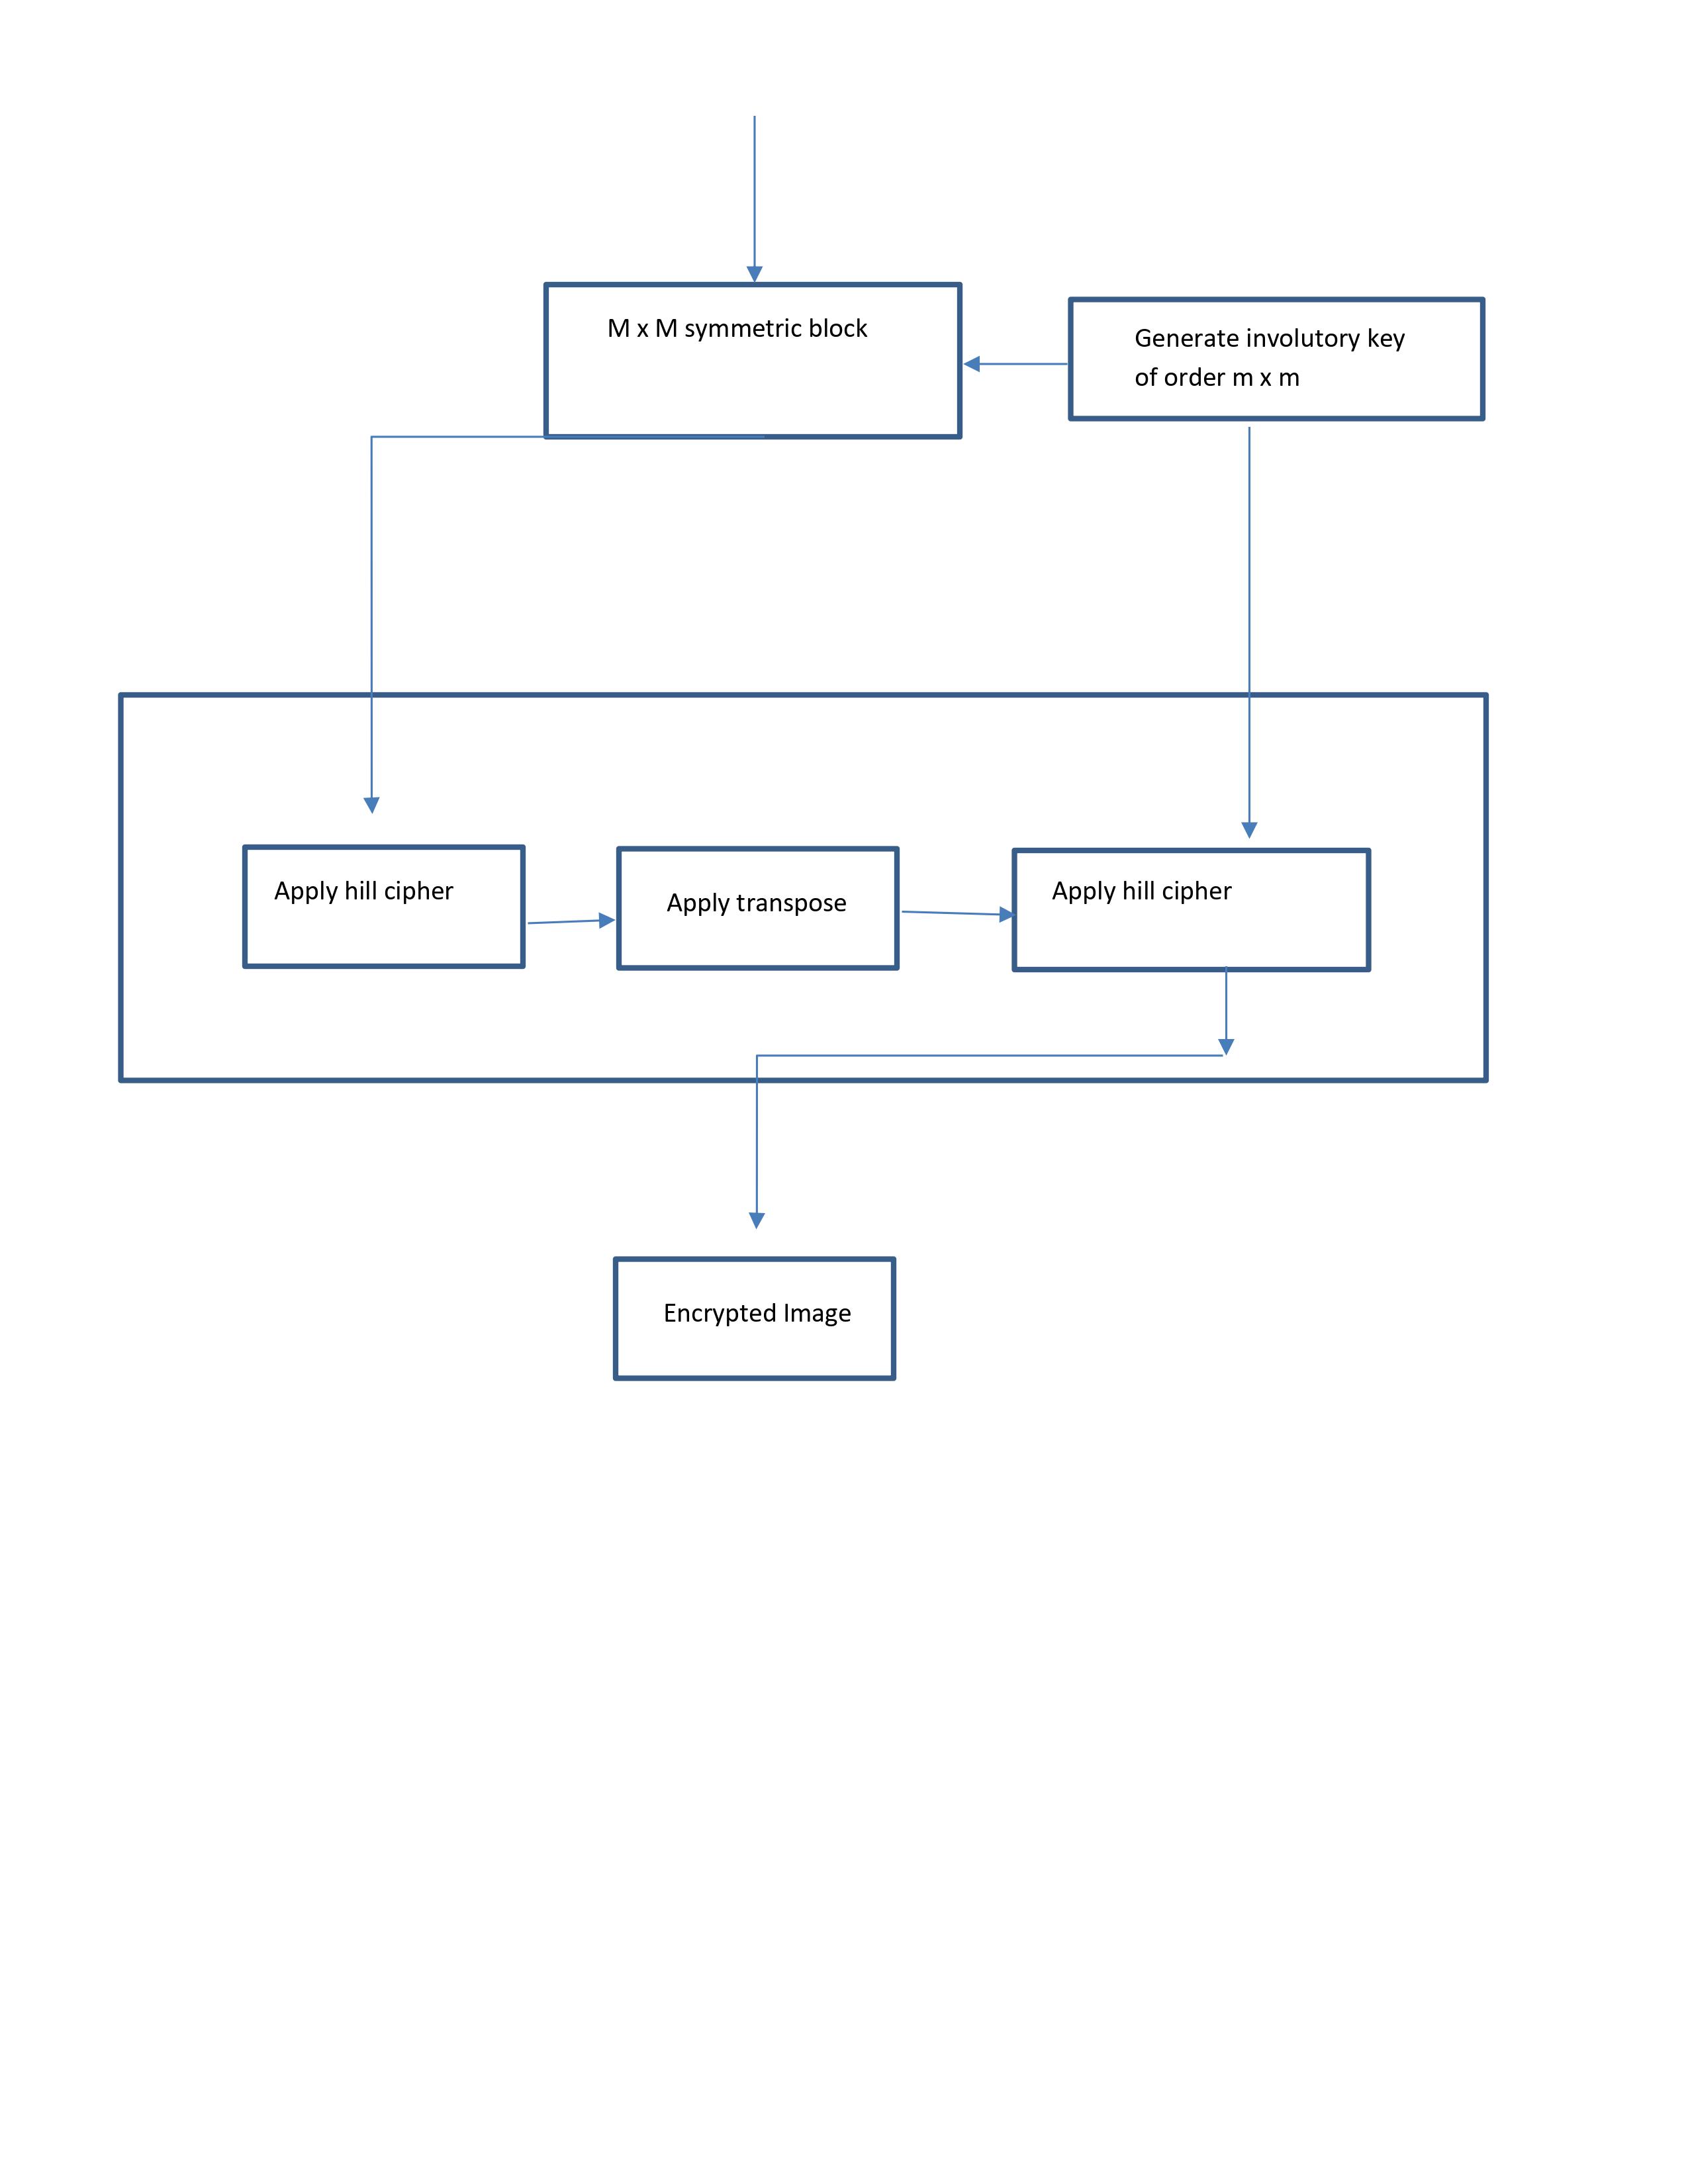 M x M symmetric block
Generate involutory key
of order m x m
Apply hill cipher
Apply transpose
Apply hill cipher
Encrypted Image